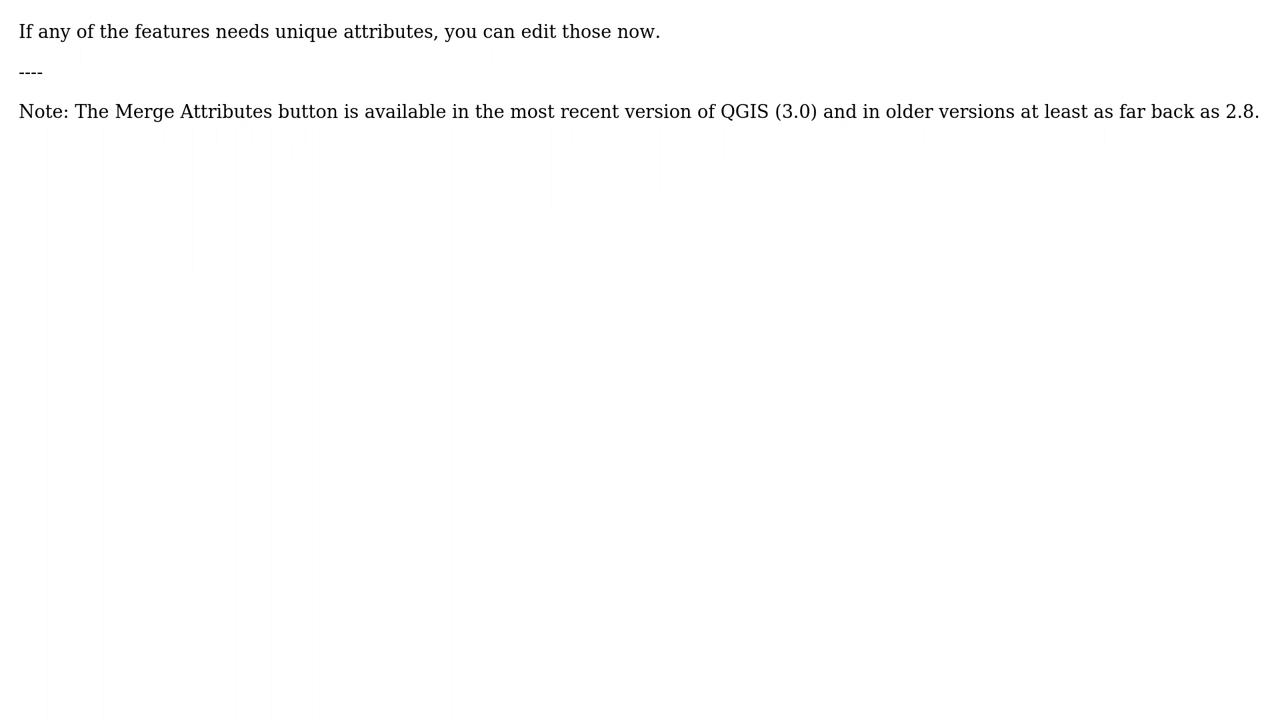 If any of the features needs unique attributes, you can edit those now.
----
Note: The Merge Attributes button is available in the most recent version of QGIS (3.0) and in older versions at least as far back as 2.8.